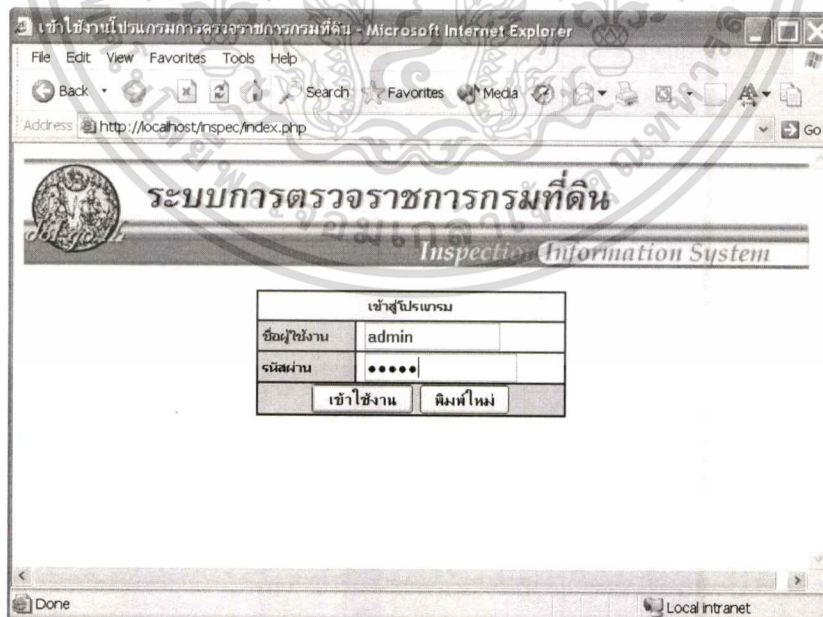 เข้าใช้งานโปรแกรมการตรวจราชการกรมที่ดิน - Microsoft Internet Explorer
File Edit View Favorites Tools Help
Back Search Favorites Media
Address http://localhost/inspec/index.php Go
ระบบการตรวจราชการกรมที่ดิน
Inspection Information System
เข้าสู่โปรแกรม
ชื่อผู้ใช้งาน admin
รหัสผ่าน •••••
เข้าใช้งาน พิมพ์ใหม่
Done Local intranet